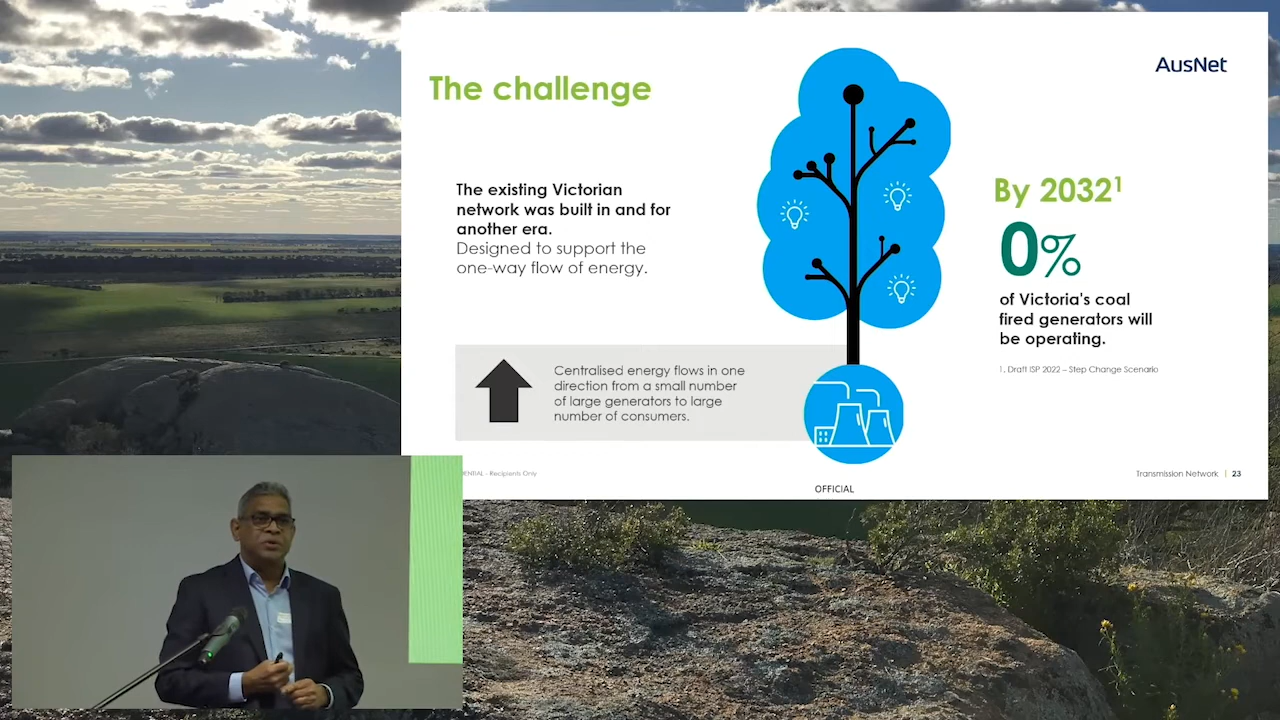 AusNet
The challenge
The existing Victorian
network was built in and for
another era.
Designed to support the
one-way flow of energy.
Centralised energy flows in one
direction from a small number
of large generators to large
number of consumers.
By 2032¹
0%
of Victoria's coal
fired generators will
be operating.
1, Draft ISP 2022 – Step Change Scenario
ENTIAL - Recipients Only
Transmission Network | 23
OFFICIAL